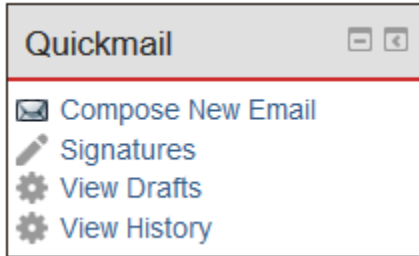 Quickmail
Compose New Email
Signatures
View Drafts
View History